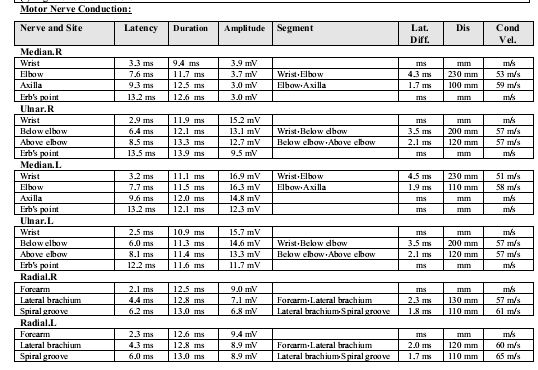 Motor Nerve Conduction:
Nerve and Site Latency Duration Amplitude Segment Lat. Diff. Dis Cond Vel.
Median.R
Wrist 3.3 ms 9.4 ms 3.9 mV ms mm m/s
Elbow 7.6 ms 11.7 ms 3.7 mV Wrist-Elbow 4.3 ms 230 mm 53 m/s
Axilla 9.3 ms 12.5 ms 3.0 mV Elbow-Axilla 1.7 ms 100 mm 59 m/s
Erb's point 13.2 ms 12.6 ms 3.0 mV ms mm m/s
Ulnar.R
Wrist 2.9 ms 11.9 ms 15.2 mV ms mm m/s
Below elbow 6.4 ms 12.1 ms 13.1 mV Wrist-Below elbow 3.5 ms 200 mm 57 m/s
Above elbow 8.5 ms 13.3 ms 12.7 mV Below elbow-Above elbow 2.1 ms 120 mm 57 m/s
Erb's point 13.5 ms 13.9 ms 9.5 mV ms mm m/s
Median.L
Wrist 3.2 ms 11.1 ms 16.9 mV Wrist-Elbow 4.5 ms 230 mm 51 m/s
Elbow 7.7 ms 11.5 ms 16.3 mV Elbow-Axilla 1.9 ms 110 mm 58 m/s
Axilla 9.6 ms 12.0 ms 14.8 mV ms mm m/s
Erb's point 13.2 ms 12.1 ms 12.3 mV ms mm m/s
Ulnar.L
Wrist 2.5 ms 10.9 ms 15.7 mV ms mm m/s
Below elbow 6.0 ms 11.3 ms 14.6 mV Wrist-Below elbow 3.5 ms 200 mm 57 m/s
Above elbow 8.1 ms 11.4 ms 13.3 mV Below elbow-Above elbow 2.1 ms 120 mm 57 m/s
Erb's point 12.2 ms 11.6 ms 11.7 mV ms mm m/s
Radial.R
Forearm 2.1 ms 12.5 ms 9.0 mV ms mm m/s
Lateral brachium 4.4 ms 12.8 ms 7.1 mV Forearm-Lateral brachium 2.3 ms 130 mm 57 m/s
Spiral groove 6.2 ms 13.0 ms 6.8 mV Lateral brachium-Spiral groove 1.8 ms 110 mm 61 m/s
Radial.L
Forearm 2.3 ms 12.6 ms 9.4 mV ms mm m/s
Lateral brachium 4.3 ms 12.8 ms 8.9 mV Forearm-Lateral brachium 2.0 ms 120 mm 60 m/s
Spiral groove 6.0 ms 13.0 ms 8.9 mV Lateral brachium-Spiral groove 1.7 ms 110 mm 65 m/s